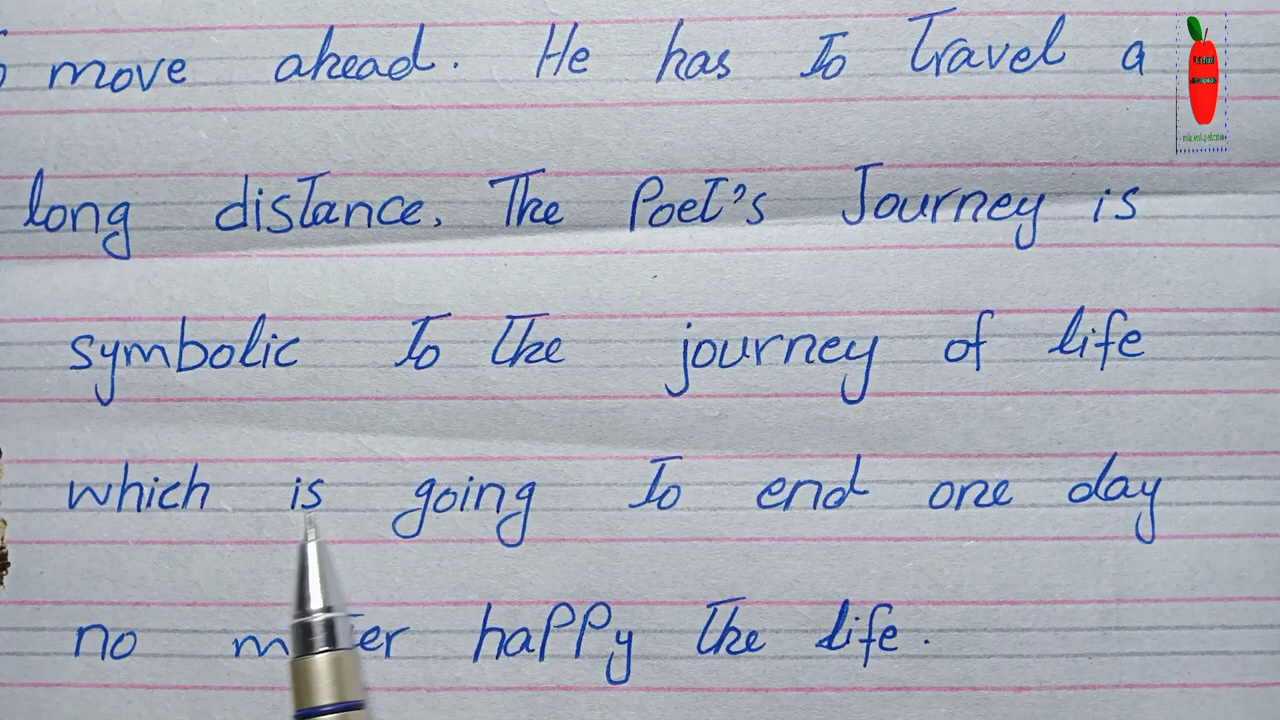 move ahead. He has to travel a
long distance. The Poet's Journey is
symbolic to the journey of life
which is going to end one day
no happy the life.